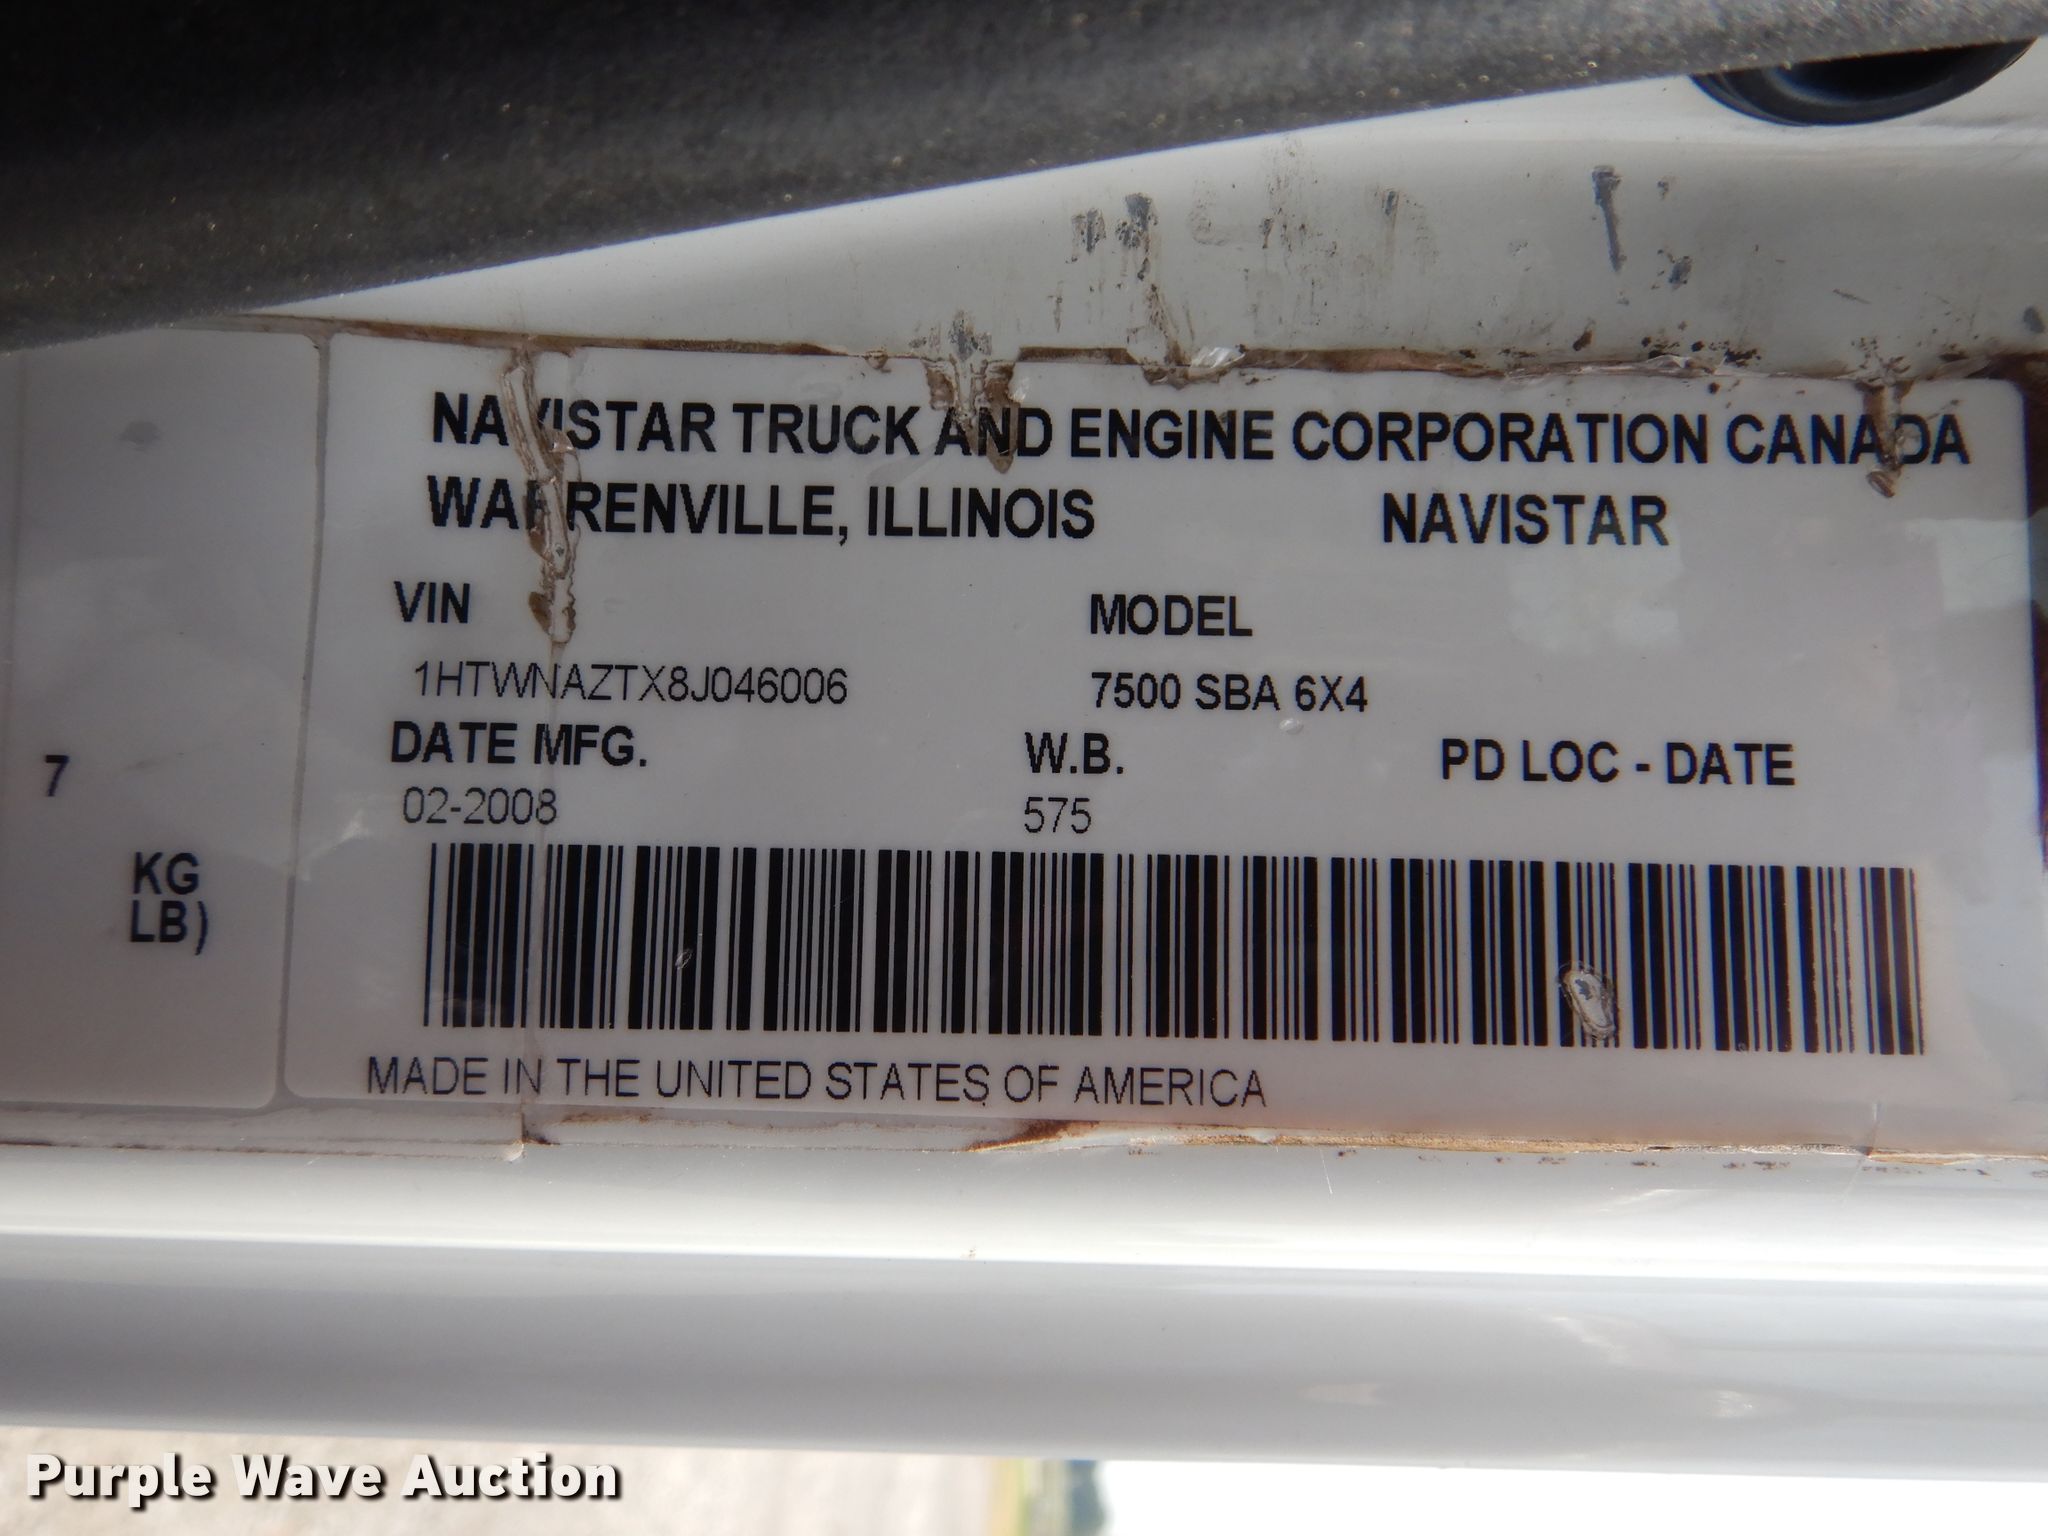 NAVISTAR TRUCK AND ENGINE CORPORATION CANADA
WARRENVILLE, ILLINOIS NAVISTAR
VIN MODEL
1HTWNAZTX8J046006 7500 SBA 6X4
DATE MFG. W.B. PD LOC - DATE
02-2008 575
MADE IN THE UNITED STATES OF AMERICA
7
KG
LB)
Purple Wave Auction